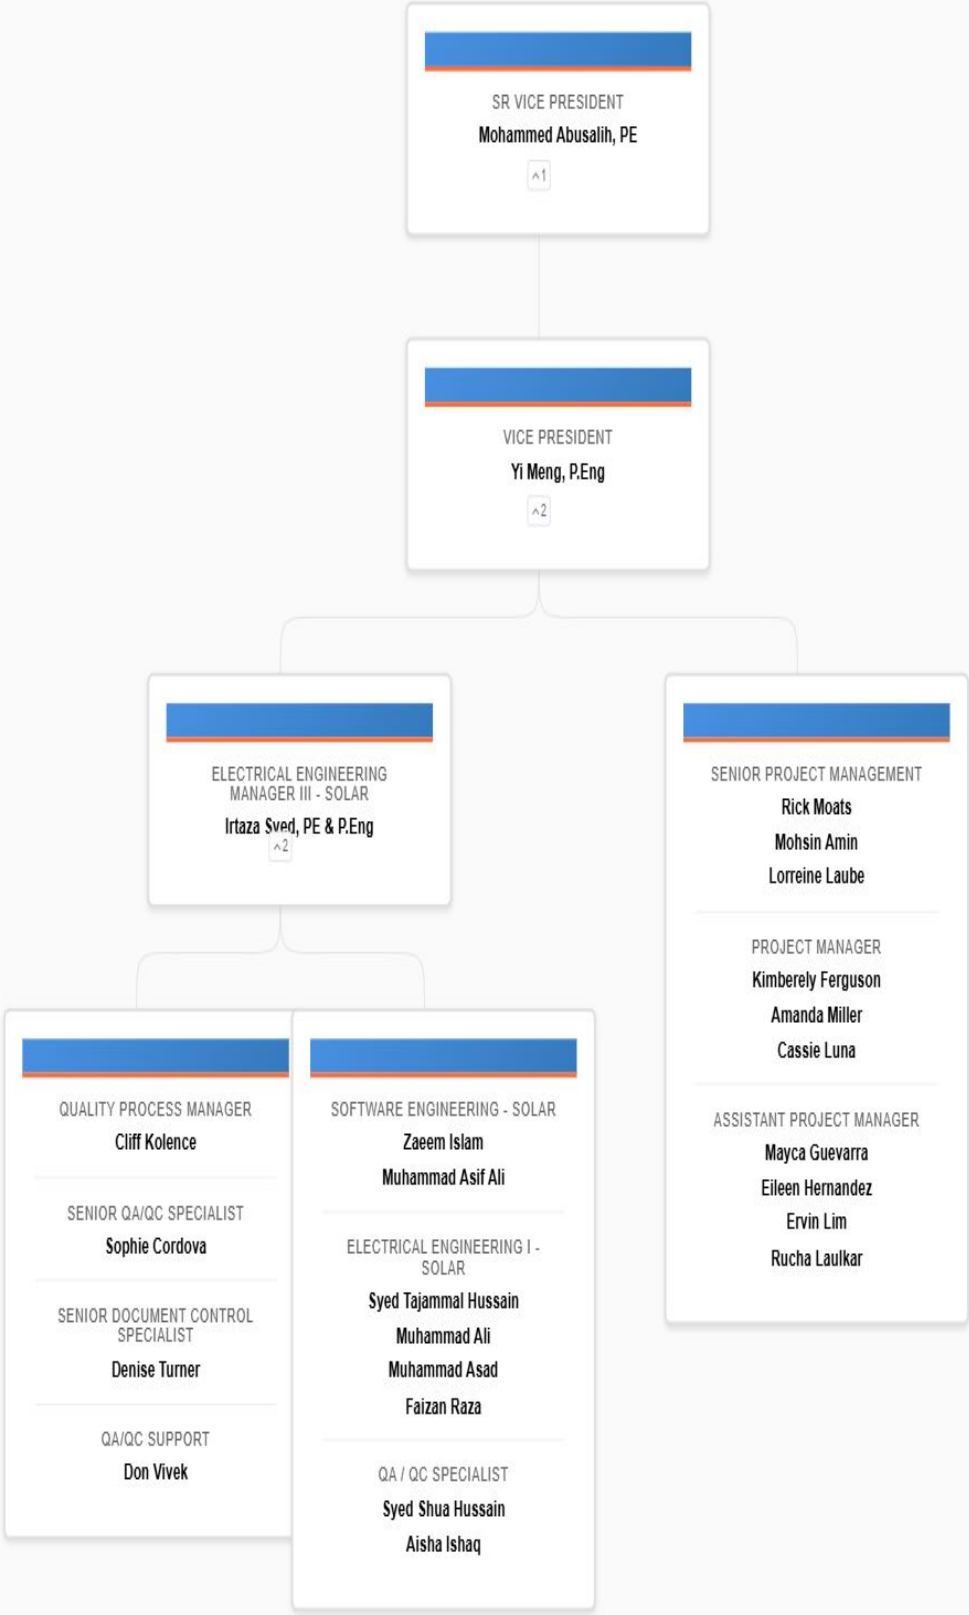 SR VICE PRESIDENT
Mohammed Abusalih, PE
^1
VICE PRESIDENT
Yi Meng, P.Eng
^2
ELECTRICAL ENGINEERING
MANAGER III - SOLAR
Irtaza Syed, PE & P.Eng
^2
SENIOR PROJECT MANAGEMENT
Rick Moats
Mohsin Amin
Lorreine Laube
PROJECT MANAGER
Kimberely Ferguson
Amanda Miller
Cassie Luna
ASSISTANT PROJECT MANAGER
Mayca Guevarra
Eileen Hernandez
Ervin Lim
Rucha Laulkar
QUALITY PROCESS MANAGER
Cliff Kolence
SENIOR QA/QC SPECIALIST
Sophie Cordova
SENIOR DOCUMENT CONTROL
SPECIALIST
Denise Turner
QA/QC SUPPORT
Don Vivek
SOFTWARE ENGINEERING - SOLAR
Zaeem Islam
Muhammad Asif Ali
ELECTRICAL ENGINEERING I -
SOLAR
Syed Tajammal Hussain
Muhammad Ali
Muhammad Asad
Faizan Raza
QA / QC SPECIALIST
Syed Shua Hussain
Aisha Ishaq